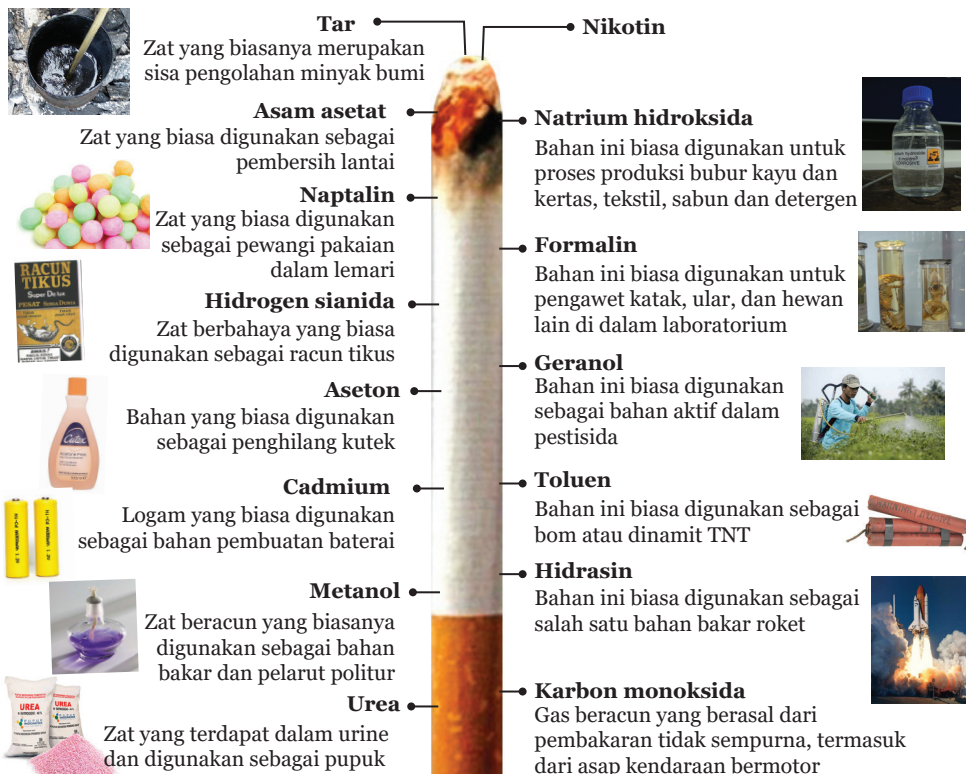 Tar
Zat yang biasanya merupakan
sisa pengolahan minyak bumi
Asam asetat
Zat yang biasa digunakan sebagai
pembersih lantai
Naptalin
Zat yang biasa digunakan
sebagai pewangi pakaian
dalam lemari
RACUN
TIKUS
Super De lux
Hidrogen sianida
Zat berbahaya yang biasa
digunakan sebagai racun tikus
Aseton
Bahan yang biasa digunakan
sebagai penghilang kutek
Cutex
Cadmium
Logam yang biasa digunakan
sebagai bahan pembuatan baterai
Metanol
Zat beracun yang biasanya
digunakan sebagai bahan
bakar dan pelarut politur
Urea
Zat yang terdapat dalam urine
dan digunakan sebagai pupuk
UREA
UREA
Nikotin
Natrium hidroksida
Bahan ini biasa digunakan untuk
proses produksi bubur kayu dan
kertas, tekstil, sabun dan detergen
Formalin
Bahan ini biasa digunakan untuk
pengawet katak, ular, dan hewan
lain di dalam laboratorium
Geranol
Bahan ini biasa digunakan
sebagai bahan aktif dalam
pestisida
Toluen
Bahan ini biasa digunakan sebagai
bom atau dinamit TNT
Hidrasin
Bahan ini biasa digunakan sebagai
salah satu bahan bakar roket
Karbon monoksida
Gas beracun yang berasal dari
pembakaran tidak sempurna, termasuk
dari asap kendaraan bermotor